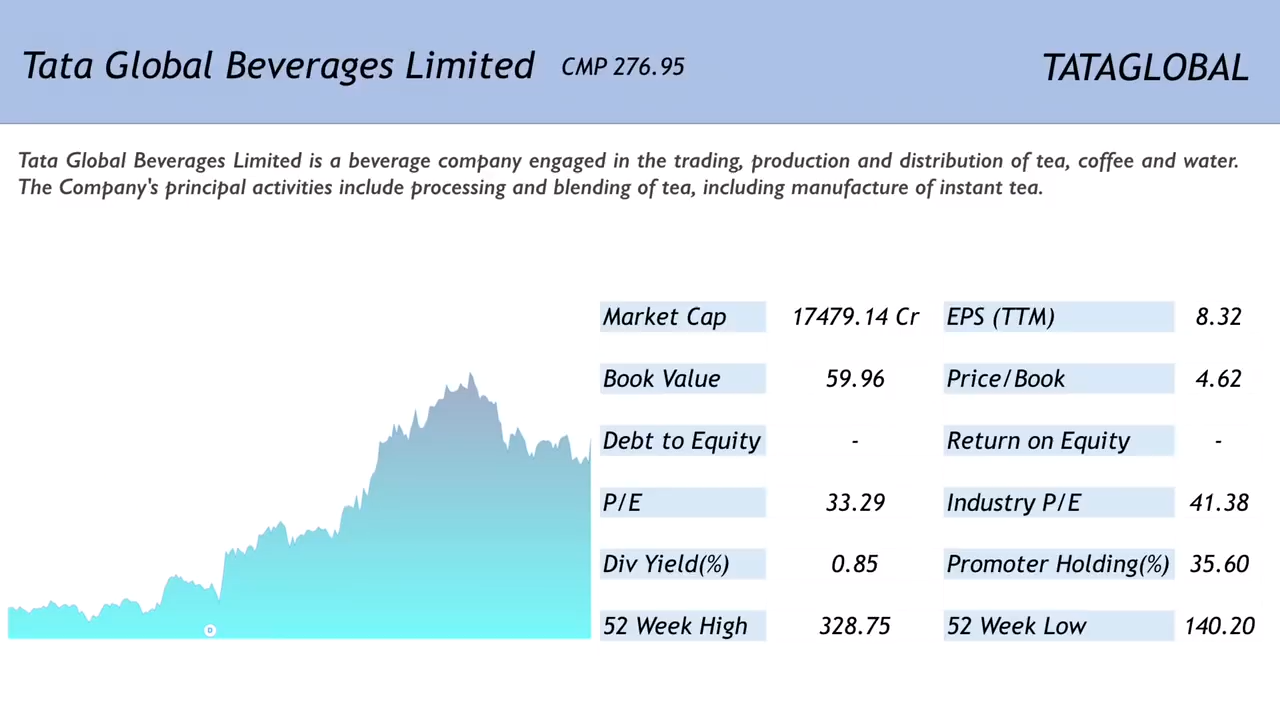 Tata Global Beverages Limited CMP 276.95 TATAGLOBAL
Tata Global Beverages Limited is a beverage company engaged in the trading, production and distribution of tea, coffee and water.
The Company's principal activities include processing and blending of tea, including manufacture of instant tea.
Market Cap 17479.14 Cr EPS (TTM) 8.32
Book Value 59.96 Price/Book 4.62
Debt to Equity - Return on Equity -
P/E 33.29 Industry P/E 41.38
Div Yield(%) 0.85 Promoter Holding(%) 35.60
52 Week High 328.75 52 Week Low 140.20
D